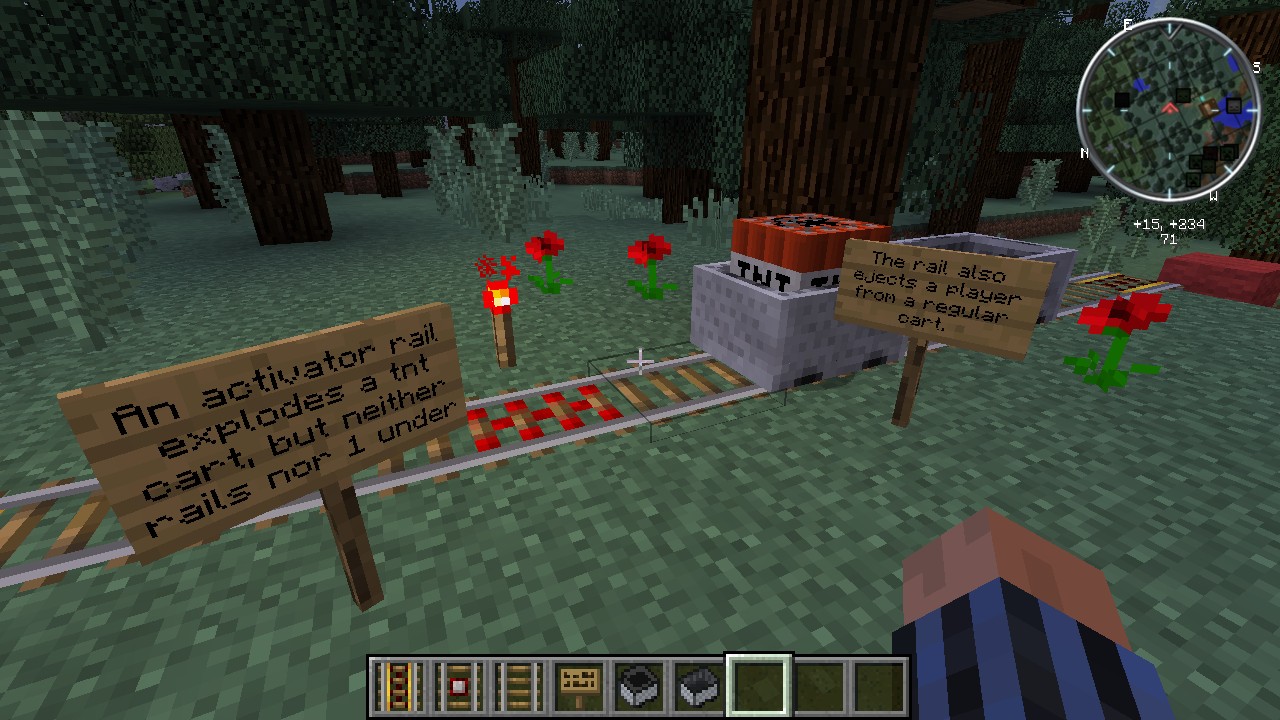 An activator rail
explodes a tnt
cart, but neither
rails nor 1 under
TNT
The rail also
ejects a player
from a regular
cart.
E
S
N
W
+15, +234
71